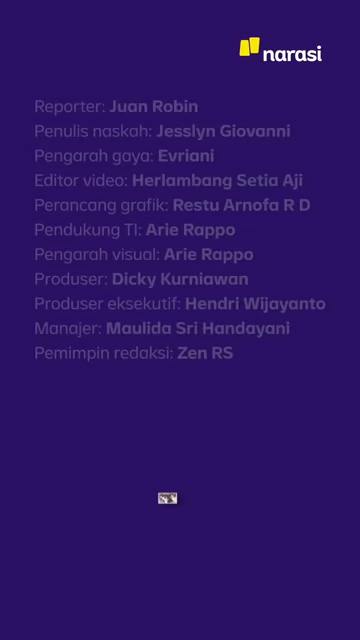 narasi
Reporter: Juan Robin
Penulis naskah: Jesslyn Giovanni
Pengarah gaya: Evriani
Editor video: Herlambang Setia Aji
Perancang grafik: Restu Arnofa R D
Pendukung TI: Arie Rappo
Pengarah visual: Arie Rappo
Produser: Dicky Kurniawan
Produser eksekutif: Hendri Wijayanto
Manajer: Maulida Sri Handayani
Pemimpin redaksi: Zen RS